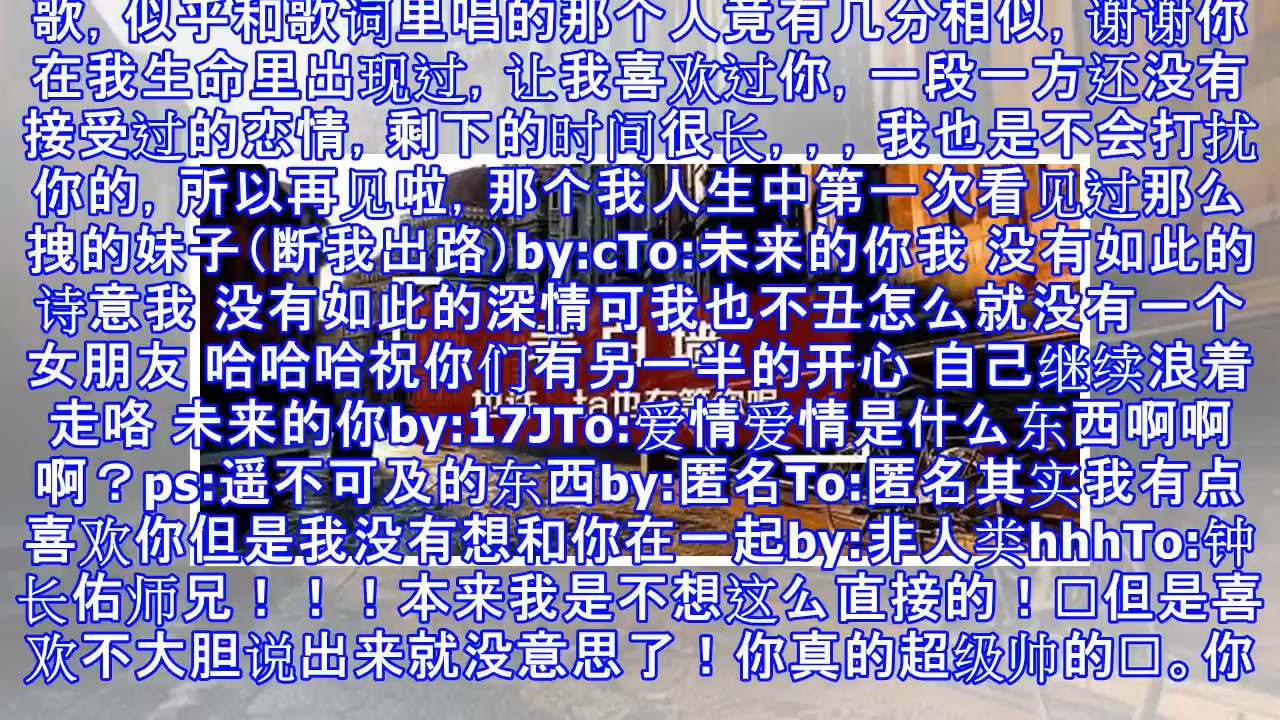 歌, 似乎和歌词里唱的那个人竟有几分相似, 谢谢你
在我生命里出现过, 让我喜欢过你, 一段一方还没有
接受过的恋情, 剩下的时间很长, , , 我也是不会打扰
你的, 所以再见啦, 那个我人生中第一次看见过那么
拽的妹子(断我出路)by:cTo:未来的你我 没有如此的
诗意我 没有如此的深情可我也不丑怎么就没有一个
女朋友 哈哈哈祝你们有另一半的开心 自己继续浪着
走咯 未来的你by:17JTo:爱情爱情是什么东西啊啊
啊？ps:遥不可及的东西by:匿名To:匿名其实我有点
喜欢你但是我没有想和你在一起by:非人类hhhTo:钟
长佑师兄！！！本来我是不想这么直接的！□但是喜
欢不大胆说出来就没意思了！你真的超级帅的□。你